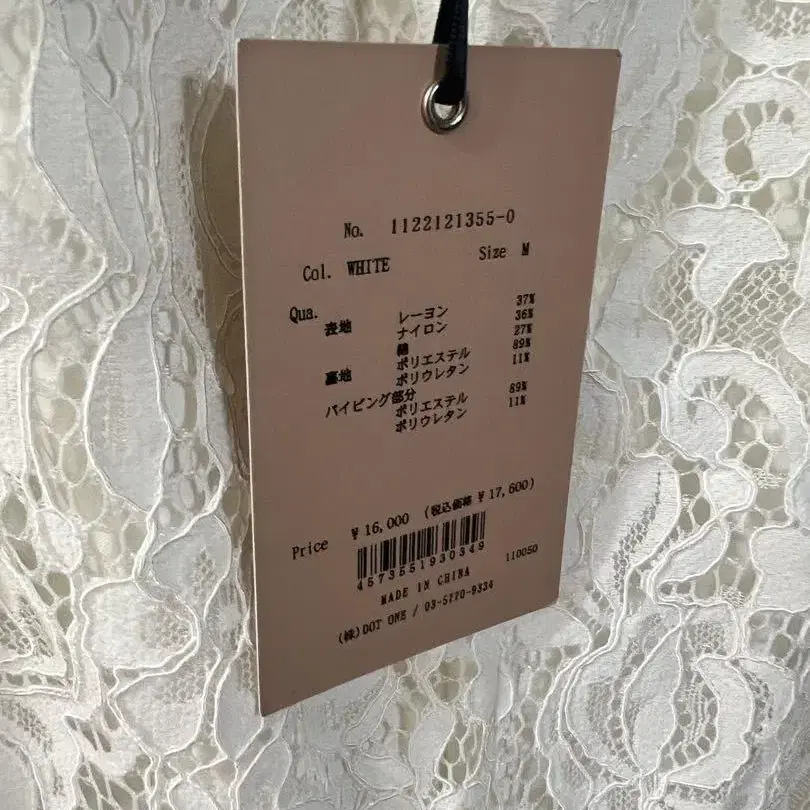 No. 1122121355-0
Col. WHITE Size M
Qua.
表地 レーヨン 37%
ナイロン 36%
綿 27%
裏地 ポリエステル 89%
ポリウレタン 11%
パイピング部分
ポリエステル 89%
ポリウレタン 11%
Price ¥16,000 (税込価格 ¥17,600)
4573551930349
110050
MADE IN CHINA
(株)DOT ONE / 03-5770-9334